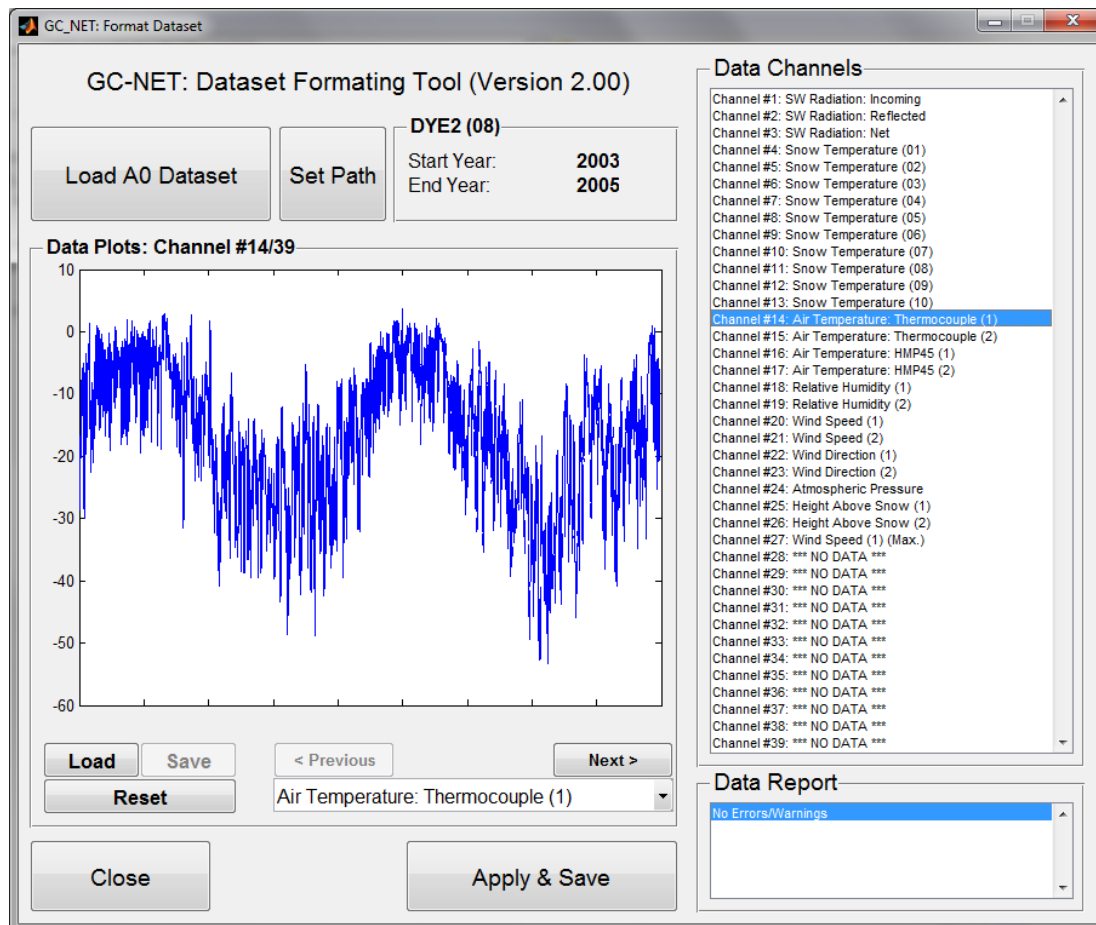 GC_NET: Format Dataset
GC-NET: Dataset Formating Tool (Version 2.00)
Load A0 Dataset
Set Path
DYE2 (08)
Start Year: 2003
End Year: 2005
Data Plots: Channel #14/39
10
0
-10
-20
-30
-40
-50
-60
Load
Save
< Previous
Next >
Reset
Air Temperature: Thermocouple (1)
Close
Apply & Save
Data Channels
Channel #1: SW Radiation: Incoming
Channel #2: SW Radiation: Reflected
Channel #3: SW Radiation: Net
Channel #4: Snow Temperature (01)
Channel #5: Snow Temperature (02)
Channel #6: Snow Temperature (03)
Channel #7: Snow Temperature (04)
Channel #8: Snow Temperature (05)
Channel #9: Snow Temperature (06)
Channel #10: Snow Temperature (07)
Channel #11: Snow Temperature (08)
Channel #12: Snow Temperature (09)
Channel #13: Snow Temperature (10)
Channel #14: Air Temperature: Thermocouple (1)
Channel #15: Air Temperature: Thermocouple (2)
Channel #16: Air Temperature: HMP45 (1)
Channel #17: Air Temperature: HMP45 (2)
Channel #18: Relative Humidity (1)
Channel #19: Relative Humidity (2)
Channel #20: Wind Speed (1)
Channel #21: Wind Speed (2)
Channel #22: Wind Direction (1)
Channel #23: Wind Direction (2)
Channel #24: Atmospheric Pressure
Channel #25: Height Above Snow (1)
Channel #26: Height Above Snow (2)
Channel #27: Wind Speed (1) (Max.)
Channel #28: *** NO DATA ***
Channel #29: *** NO DATA ***
Channel #30: *** NO DATA ***
Channel #31: *** NO DATA ***
Channel #32: *** NO DATA ***
Channel #33: *** NO DATA ***
Channel #34: *** NO DATA ***
Channel #35: *** NO DATA ***
Channel #36: *** NO DATA ***
Channel #37: *** NO DATA ***
Channel #38: *** NO DATA ***
Channel #39: *** NO DATA ***
Data Report
No Errors/Warnings